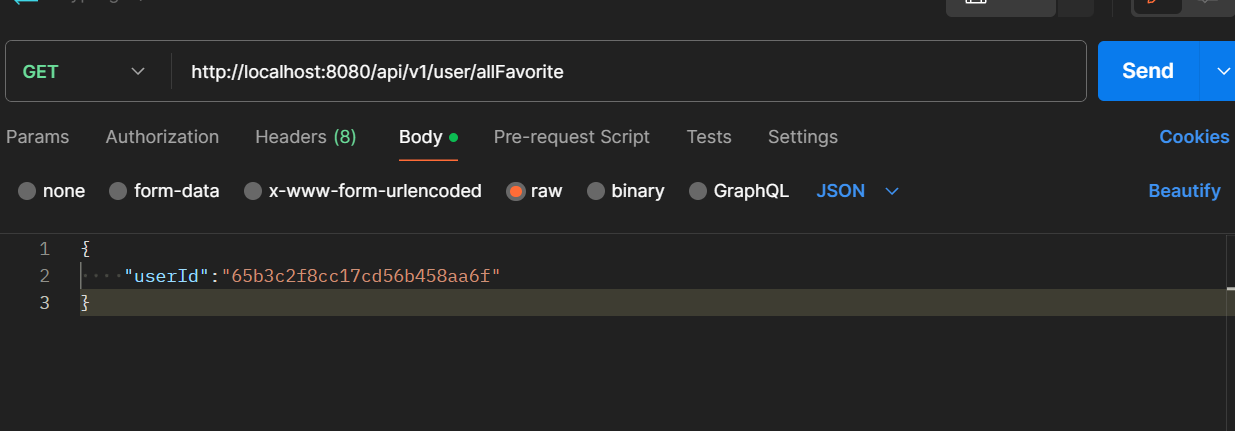 GET http://localhost:8080/api/v1/user/allFavorite Send
Params Authorization Headers (8) Body Pre-request Script Tests Settings Cookies
none form-data x-www-form-urlencoded raw binary GraphQL JSON Beautify
1 {
2 "userId":"65b3c2f8cc17cd56b458aa6f"
3 }